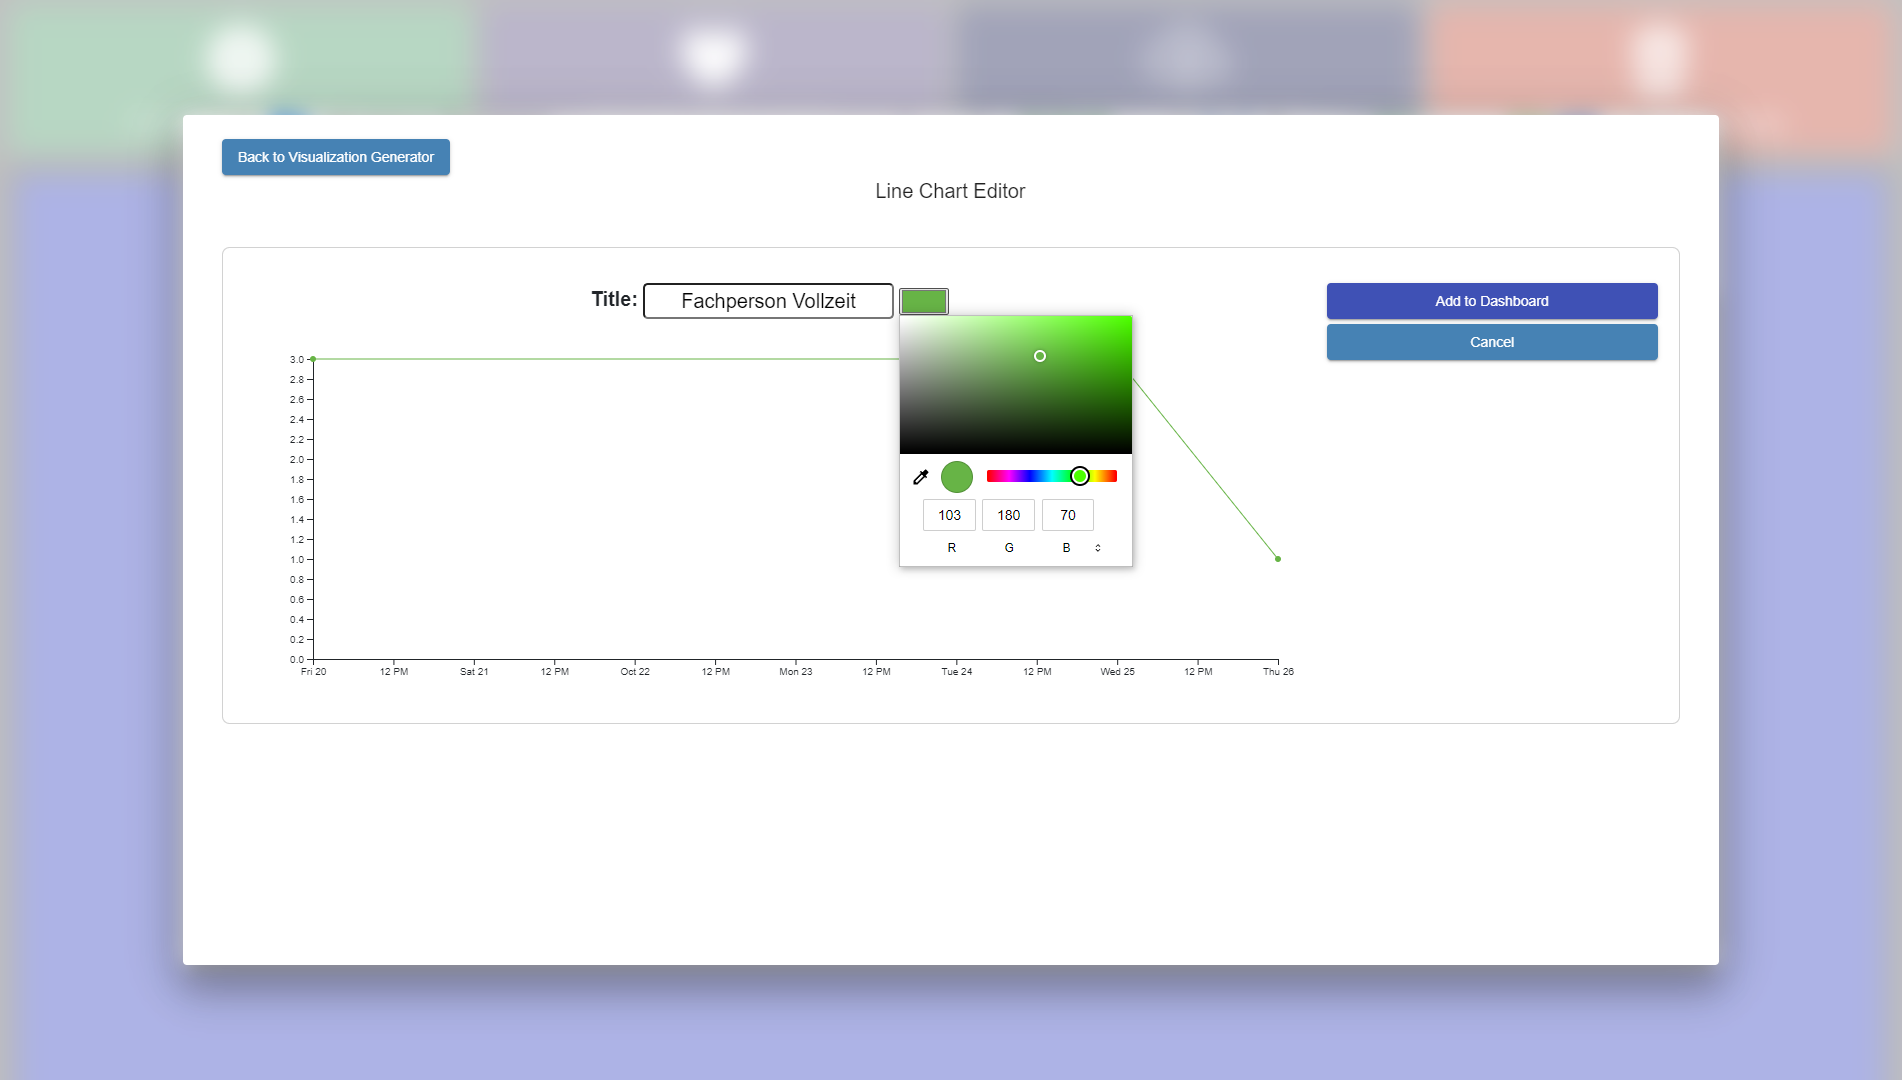 Back to Visualization Generator
Line Chart Editor
Title: Fachperson Vollzeit
Add to Dashboard
Cancel
3.0
2.8
2.6
2.4
2.2
2.0
1.8
1.6
1.4
1.2
1.0
0.8
0.6
0.4
0.2
0.0
103 180 70
R G B
Fri 20 12 PM Sat 21 12 PM Oct 22 12 PM Mon 23 12 PM Tue 24 12 PM Wed 25 12 PM Thu 26